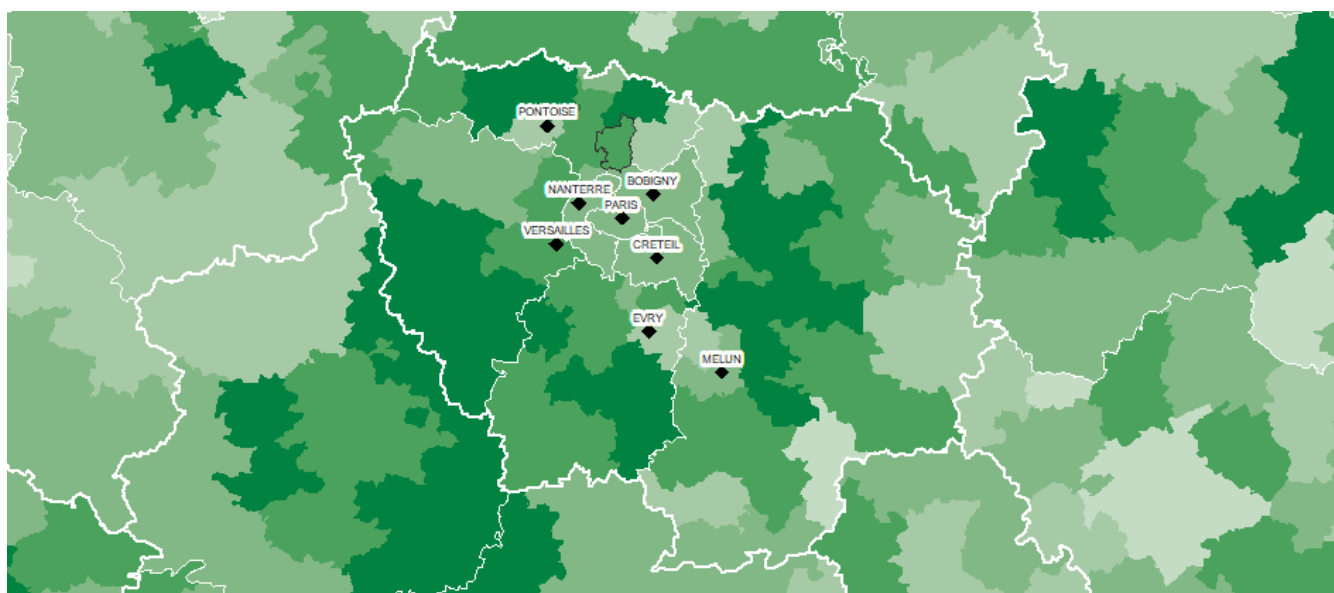 PONTOISE
BOBIGNY
NANTERRE
PARIS
VERSAILLES
CRETEIL
EVRY
MELUN